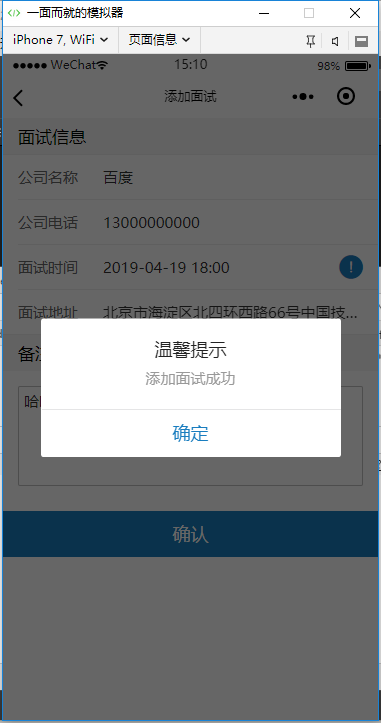 一面而就的模拟器
iPhone 7, WiFi 页面信息
WeChat 15:10 98%
添加面试
面试信息
公司名称 百度
公司电话 13000000000
面试时间 2019-04-19 18:00 !
面试地址 北京市海淀区北四环西路66号中国技...
备注
温馨提示
添加面试成功
确定
确认